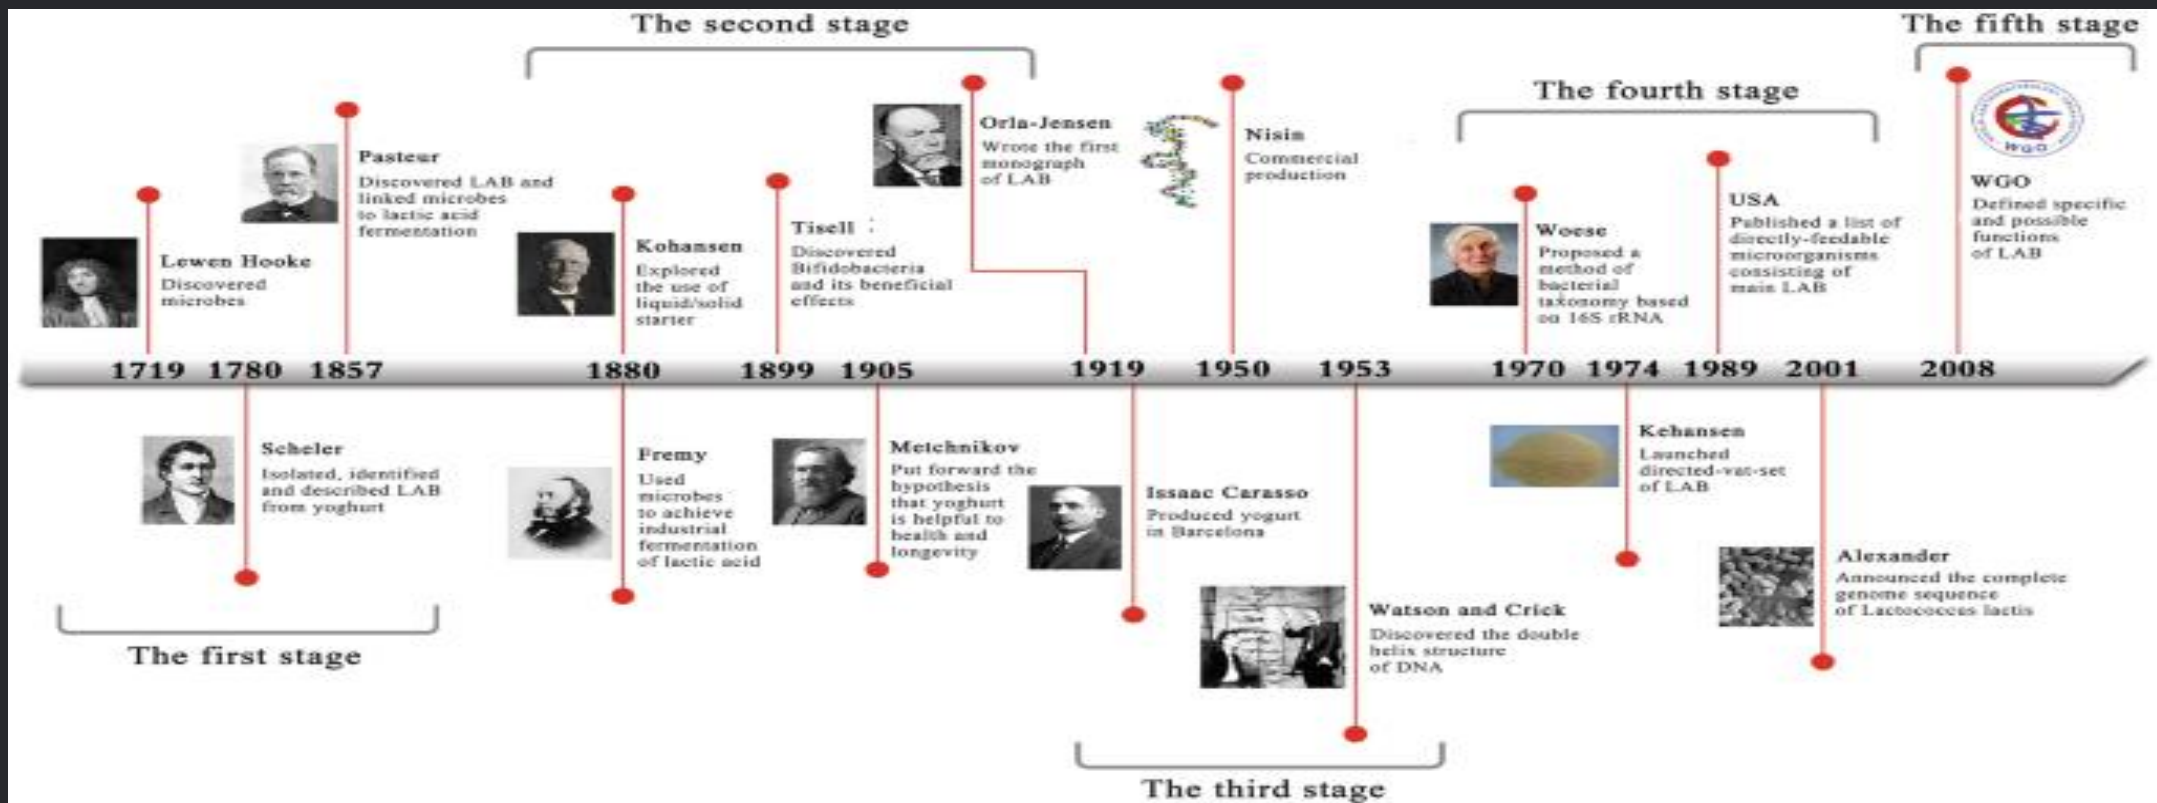 The second stage
The fifth stage
The fourth stage
Pasteur
Discovered LAB and
linked microbes
to lactic acid
fermentation
Lewen Hooke
Discovered
microbes
Kohansen
Explored
the use of
liquid/solid
starter
Tisell :
Discovered
Bifidobacteria
and its beneficial
effects
Orla-Jensen
Wrote the first
monograph
of LAB
Nisin
Commercial
production
Woese
Proposed a
method of
bacterial
taxonomy based
on 16S rRNA
USA
Published a list of
directly-feedable
microorganisms
consisting of
main LAB
WGO
WGO
Defined specific
and possible
functions
of LAB
1719 1780 1857 1880 1899 1905 1919 1950 1953 1970 1974 1989 2001 2008
Scheler
Isolated, identified
and described LAB
from yoghurt
Fremy
Used
microbes
to achieve
industrial
fermentation
of lactic acid
Metchnikov
Put forward the
hypothesis
that yoghurt
is helpful to
health and
longevity
Issaac Carasso
Produced yogurt
in Barcelona
Watson and Crick
Discovered the double
helix structure
of DNA
Kehansen
Launched
directed-vat-set
of LAB
Alexander
Announced the complete
genome sequence
of Lactococcus lactis
The first stage
The third stage